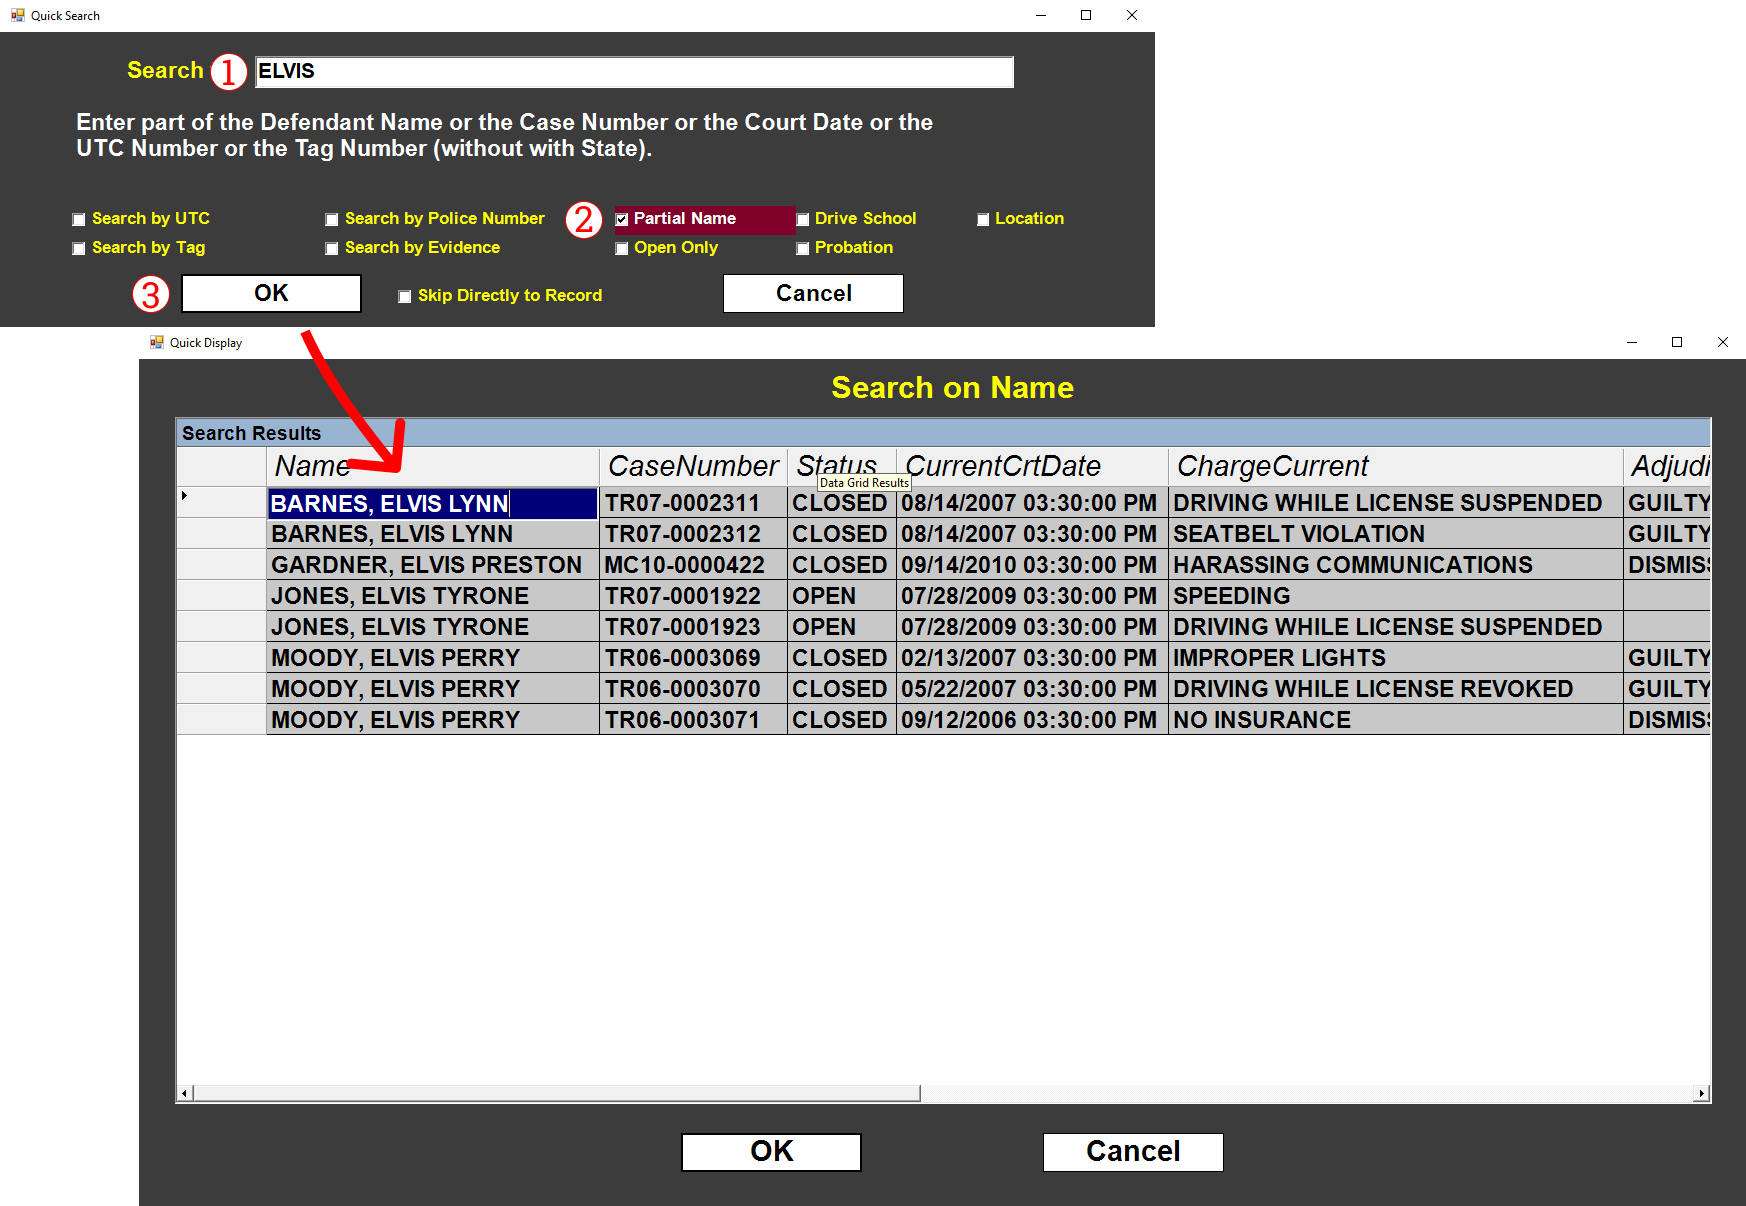 Quick Search
Search 1 ELVIS
Enter part of the Defendant Name or the Case Number or the Court Date or the
UTC Number or the Tag Number (without with State).
Search by UTC Search by Police Number 2 Partial Name Drive School Location
Search by Tag Search by Evidence Open Only Probation
3 OK Skip Directly to Record Cancel
Quick Display
Search on Name
Search Results
Name CaseNumber Status CurrentCrtDate ChargeCurrent Adjudi
Data Grid Results
BARNES, ELVIS LYNN TR07-0002311 CLOSED 08/14/2007 03:30:00 PM DRIVING WHILE LICENSE SUSPENDED GUILTY
BARNES, ELVIS LYNN TR07-0002312 CLOSED 08/14/2007 03:30:00 PM SEATBELT VIOLATION GUILTY
GARDNER, ELVIS PRESTON MC10-0000422 CLOSED 09/14/2010 03:30:00 PM HARASSING COMMUNICATIONS DISMIS
JONES, ELVIS TYRONE TR07-0001922 OPEN 07/28/2009 03:30:00 PM SPEEDING
JONES, ELVIS TYRONE TR07-0001923 OPEN 07/28/2009 03:30:00 PM DRIVING WHILE LICENSE SUSPENDED
MOODY, ELVIS PERRY TR06-0003069 CLOSED 02/13/2007 03:30:00 PM IMPROPER LIGHTS GUILTY
MOODY, ELVIS PERRY TR06-0003070 CLOSED 05/22/2007 03:30:00 PM DRIVING WHILE LICENSE REVOKED GUILTY
MOODY, ELVIS PERRY TR06-0003071 CLOSED 09/12/2006 03:30:00 PM NO INSURANCE DISMIS
OK Cancel